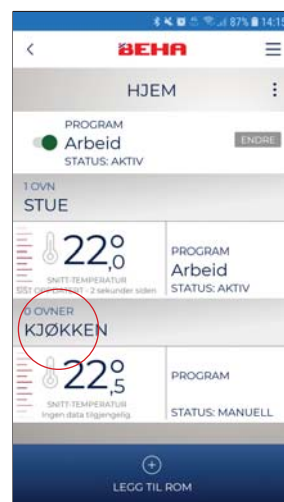 87% 14:15
BEHA
HJEM
PROGRAM
Arbeid
ENDRE
STATUS: AKTIV
1 OVN
STUE
22,0°
SNITT-TEMPERATUR
SIST OPPDATERT - 2 sekunder siden
PROGRAM
Arbeid
STATUS: AKTIV
0 OVNER
KJØKKEN
22,5°
SNITT-TEMPERATUR
Ingen data tilgjengelig.
PROGRAM
STATUS: MANUELL
LEGG TIL ROM